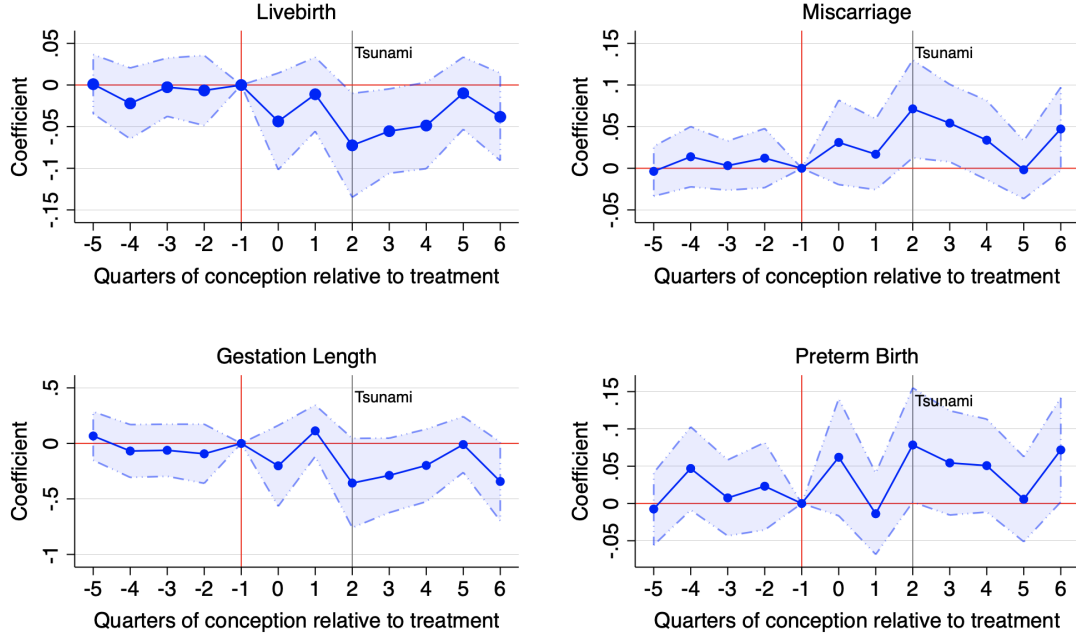 Livebirth
Coefficient
.05
0
-.05
-.1
-.15
Tsunami
-5 -4 -3 -2 -1 0 1 2 3 4 5 6
Quarters of conception relative to treatment
Miscarriage
Coefficient
.15
.1
.05
0
-.05
Tsunami
-5 -4 -3 -2 -1 0 1 2 3 4 5 6
Quarters of conception relative to treatment
Gestation Length
Coefficient
.5
0
-.5
-1
Tsunami
-5 -4 -3 -2 -1 0 1 2 3 4 5 6
Quarters of conception relative to treatment
Preterm Birth
Coefficient
.15
.1
.05
0
-.05
Tsunami
-5 -4 -3 -2 -1 0 1 2 3 4 5 6
Quarters of conception relative to treatment